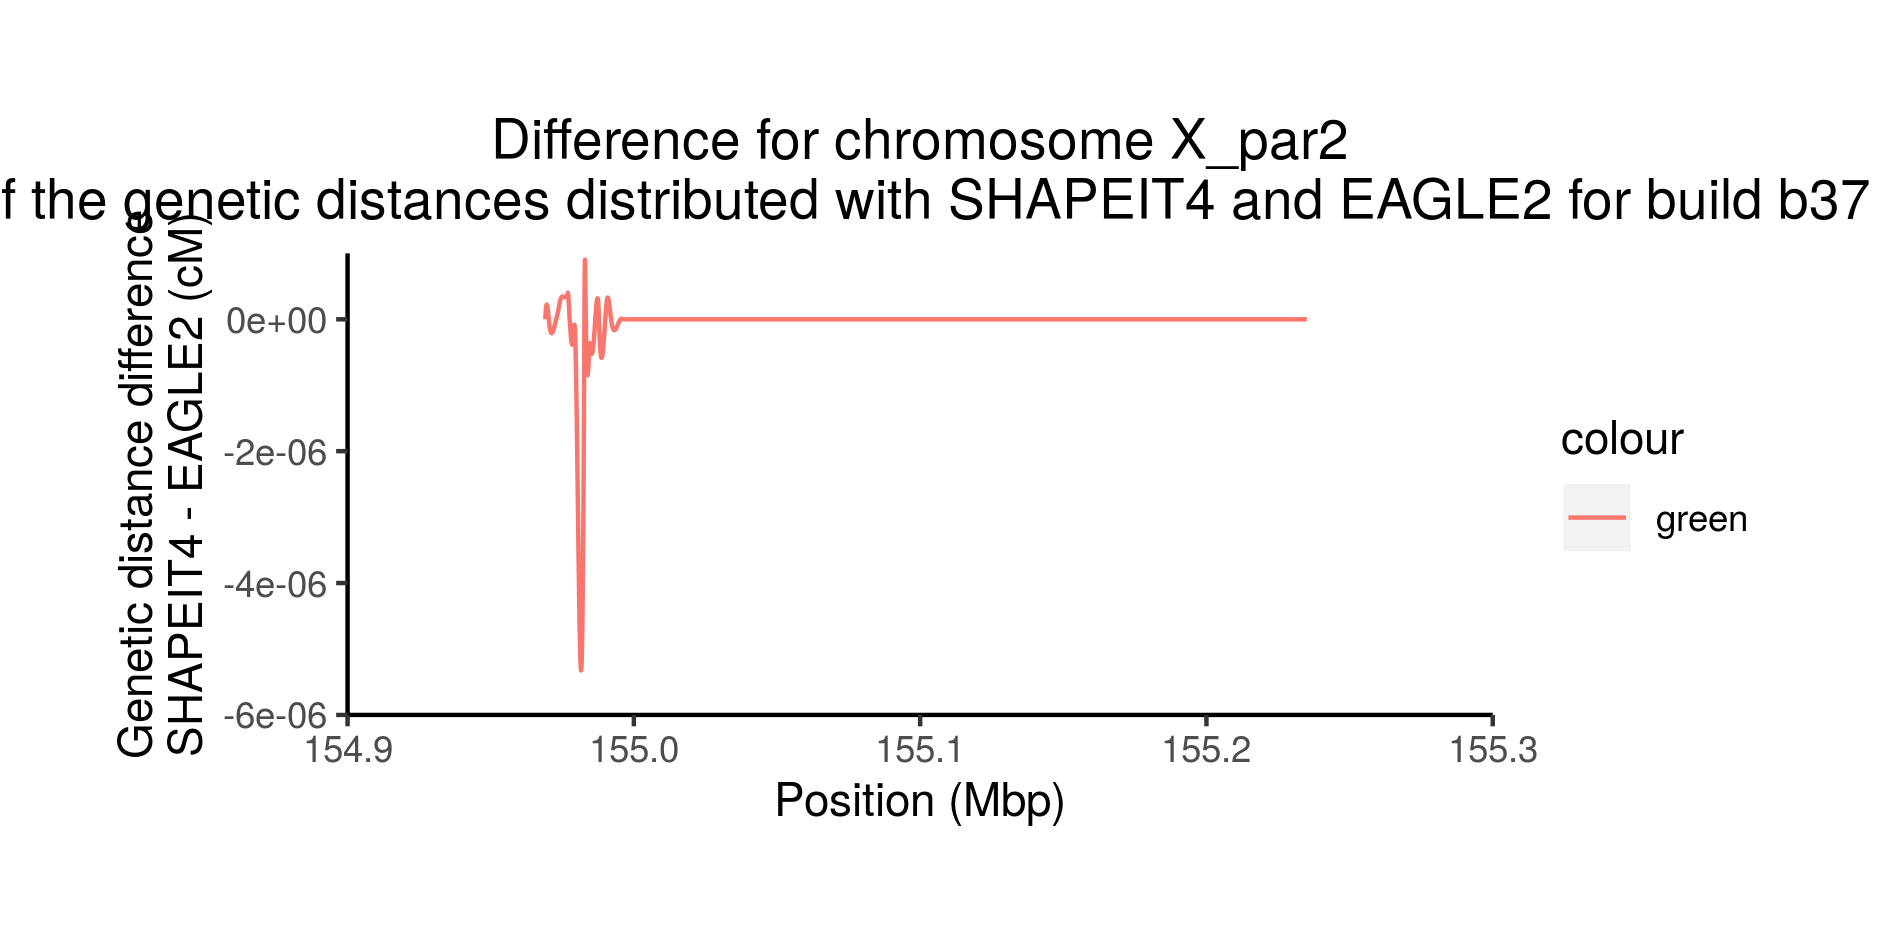 Difference for chromosome X_par2
f the genetic distances distributed with SHAPEIT4 and EAGLE2 for build b37
Genetic distance difference
SHAPEIT4 - EAGLE2 (cM)
0e+00
-2e-06
-4e-06
-6e-06
154.9
155.0
155.1
155.2
155.3
Position (Mbp)
colour
green